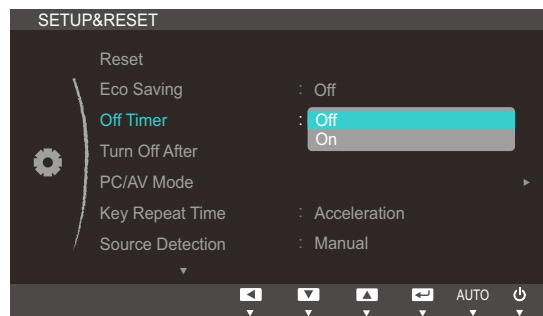 SETUP&RESET
Reset
Eco Saving : Off
Off Timer : Off
On
Turn Off After
PC/AV Mode
Key Repeat Time : Acceleration
Source Detection : Manual
AUTO